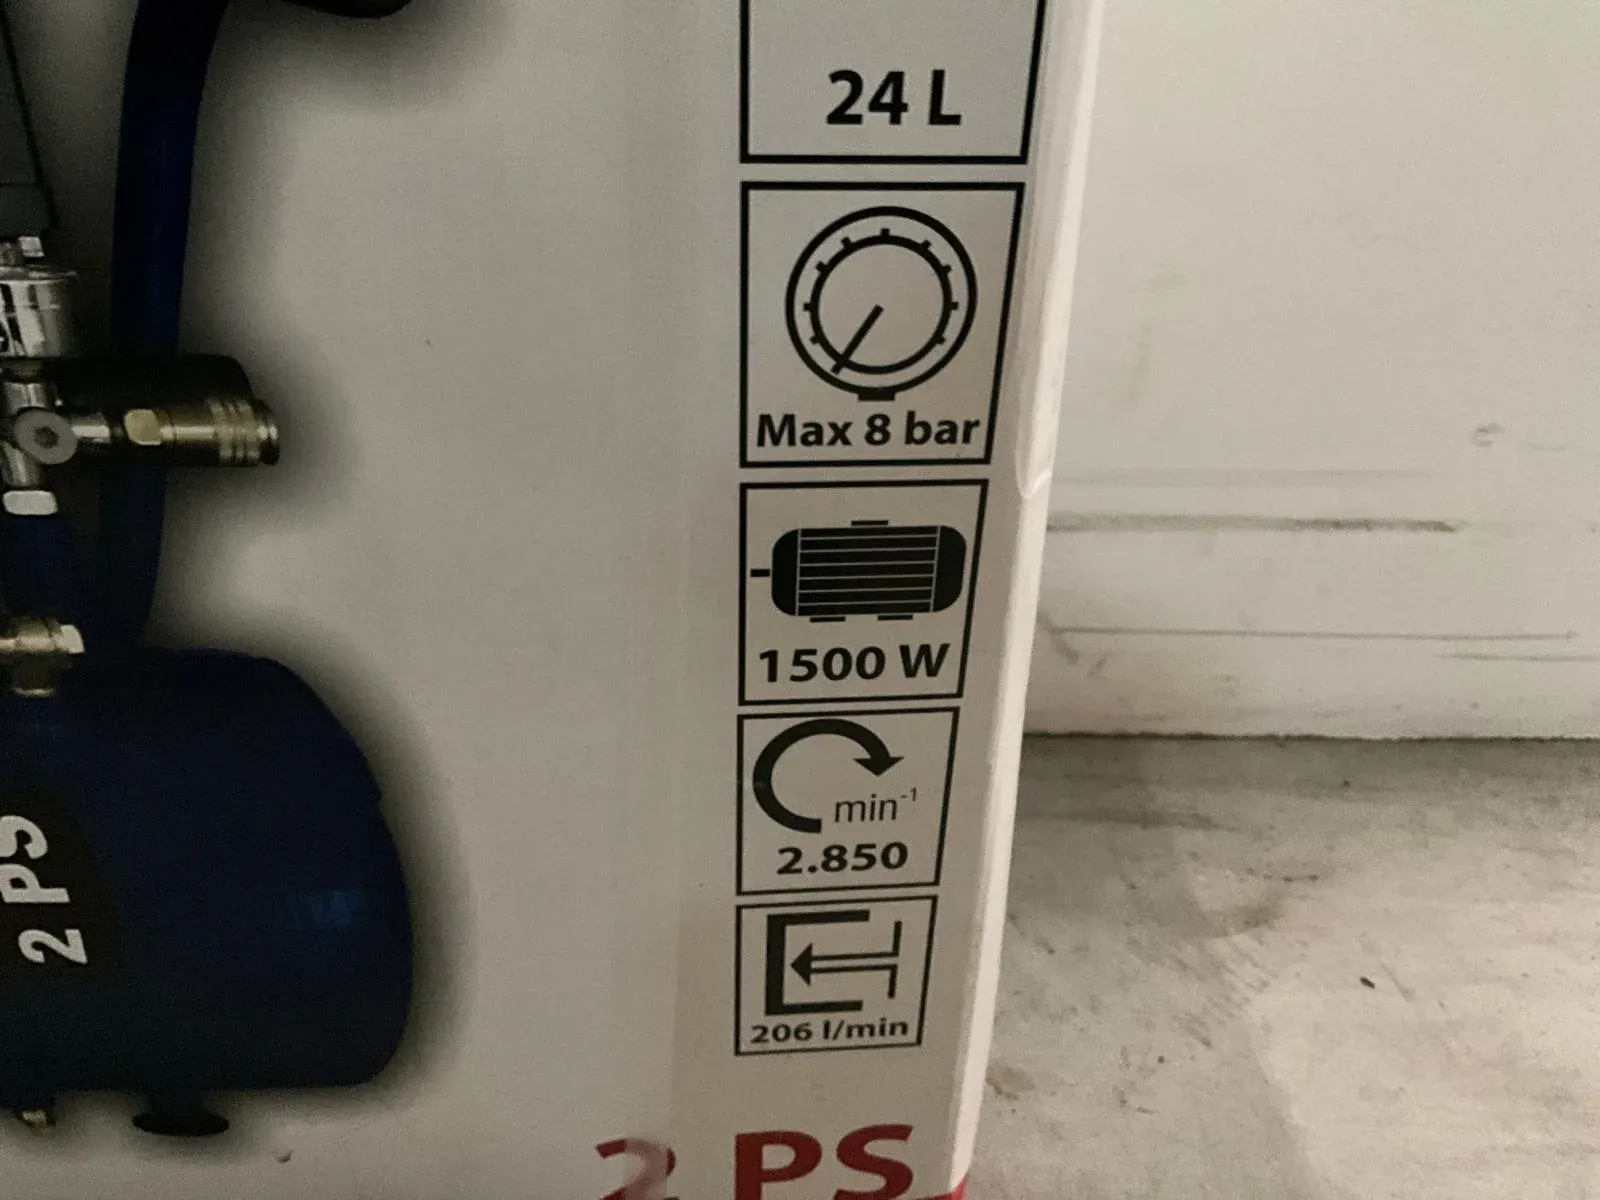 24 L
Max 8 bar
1500 W
min⁻¹
2.850
206 l/min
2 PS
2 PS